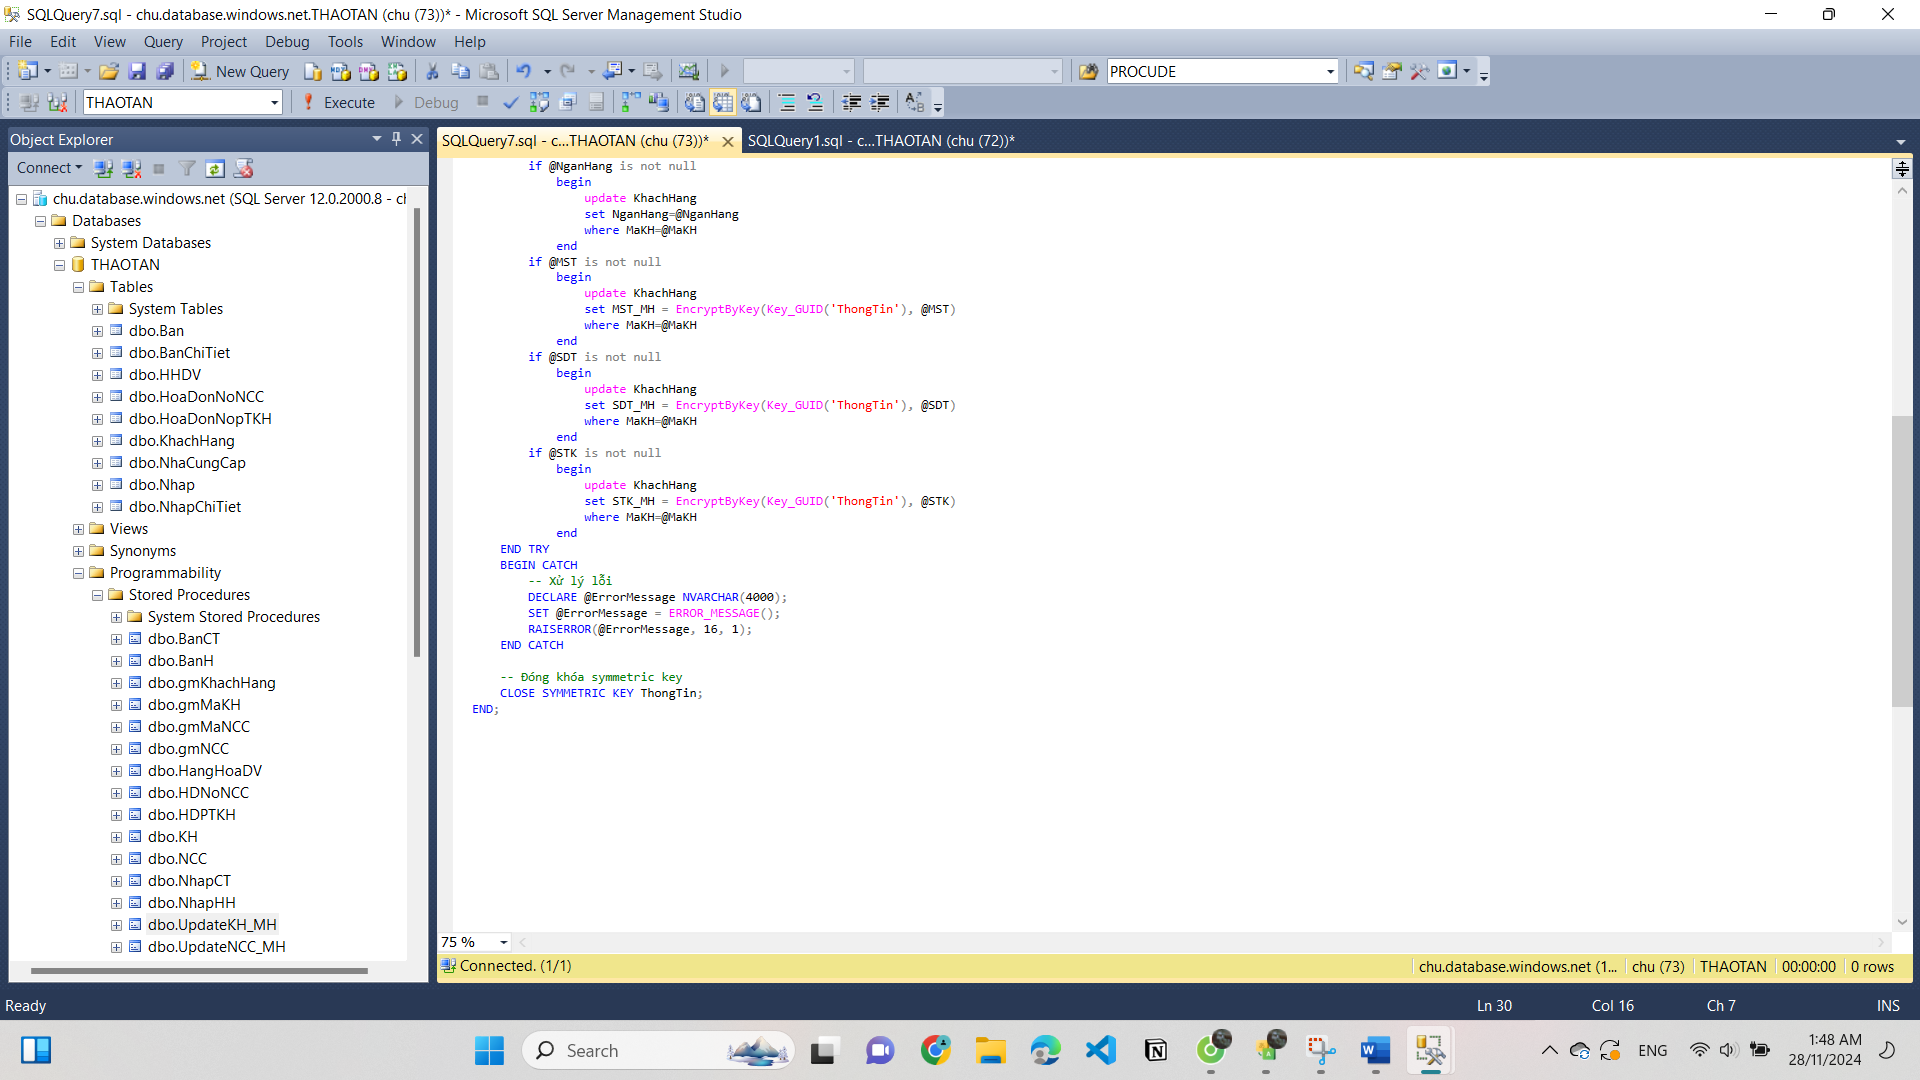 SQLQuery7.sql - chu.database.windows.net.THAOTAN (chu (73))* - Microsoft SQL Server Management Studio
File Edit View Query Project Debug Tools Window Help
New Query PROCUDE
THAOTAN Execute Debug
Object Explorer
Connect
chu.database.windows.net (SQL Server 12.0.2000.8 - ch
Databases
System Databases
THAOTAN
Tables
System Tables
dbo.Ban
dbo.BanChiTiet
dbo.HHDV
dbo.HoaDonNoNCC
dbo.HoaDonNopTKH
dbo.KhachHang
dbo.NhaCungCap
dbo.Nhap
dbo.NhapChiTiet
Views
Synonyms
Programmability
Stored Procedures
System Stored Procedures
dbo.BanCT
dbo.BanH
dbo.gmKhachHang
dbo.gmMaKH
dbo.gmMaNCC
dbo.gmNCC
dbo.HangHoaDV
dbo.HDNoNCC
dbo.HDPTKH
dbo.KH
dbo.NCC
dbo.NhapCT
dbo.NhapHH
dbo.UpdateKH_MH
dbo.UpdateNCC_MH
SQLQuery7.sql - c...THAOTAN (chu (73))* SQLQuery1.sql - c...THAOTAN (chu (72))*
if @NganHang is not null
begin
update KhachHang
set NganHang=@NganHang
where MaKH=@MaKH
end
if @MST is not null
begin
update KhachHang
set MST_MH = EncryptByKey(Key_GUID('ThongTin'), @MST)
where MaKH=@MaKH
end
if @SDT is not null
begin
update KhachHang
set SDT_MH = EncryptByKey(Key_GUID('ThongTin'), @SDT)
where MaKH=@MaKH
end
if @STK is not null
begin
update KhachHang
set STK_MH = EncryptByKey(Key_GUID('ThongTin'), @STK)
where MaKH=@MaKH
end
END TRY
BEGIN CATCH
-- Xử lý lỗi
DECLARE @ErrorMessage NVARCHAR(4000);
SET @ErrorMessage = ERROR_MESSAGE();
RAISERROR(@ErrorMessage, 16, 1);
END CATCH
-- Đóng khóa symmetric key
CLOSE SYMMETRIC KEY ThongTin;
END;
75 %
Connected. (1/1) chu.database.windows.net (1... chu (73) THAOTAN 00:00:00 0 rows
Ready Ln 30 Col 16 Ch 7 INS
Search ENG 1:48 AM
28/11/2024